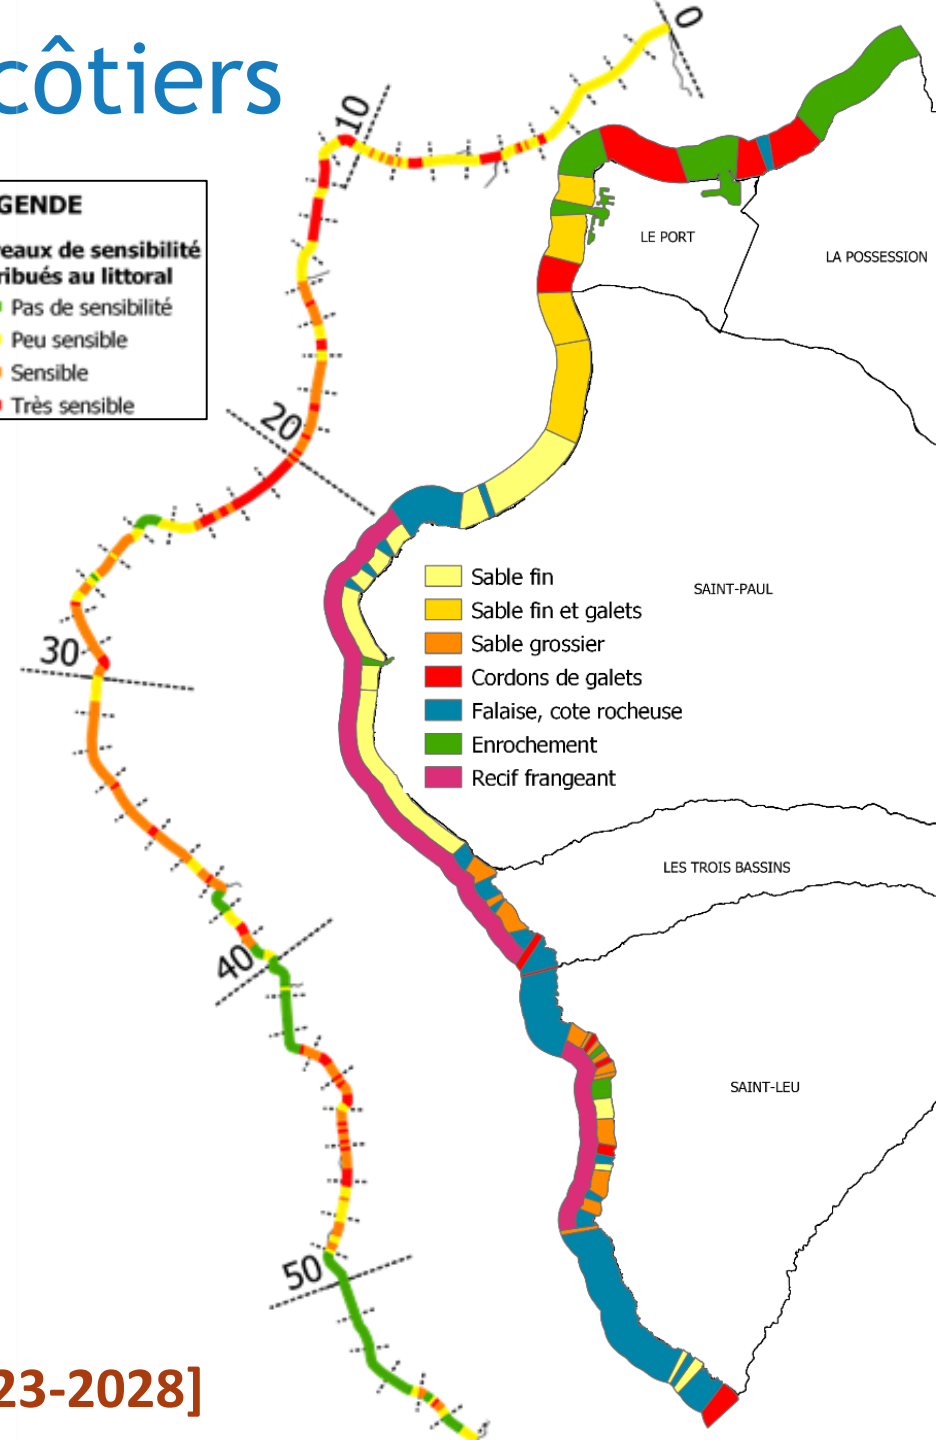 côtiers
0
10
GENDE
eaux de sensibilité
ribués au littoral
Pas de sensibilité
Peu sensible
Sensible
Très sensible
LE PORT
LA POSSESSION
20
Sable fin
Sable fin et galets
Sable grossier
Cordons de galets
Falaise, cote rocheuse
Enrochement
Recif frangeant
SAINT-PAUL
30
LES TROIS BASSINS
40
SAINT-LEU
50
23-2028]